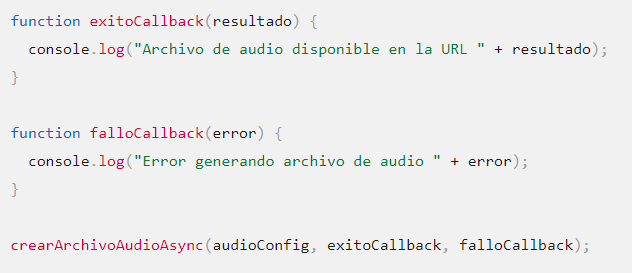 function exitoCallback(resultado) {
  console.log("Archivo de audio disponible en la URL " + resultado);
}

function falloCallback(error) {
  console.log("Error generando archivo de audio " + error);
}

crearArchivoAudioAsync(audioConfig, exitoCallback, falloCallback);